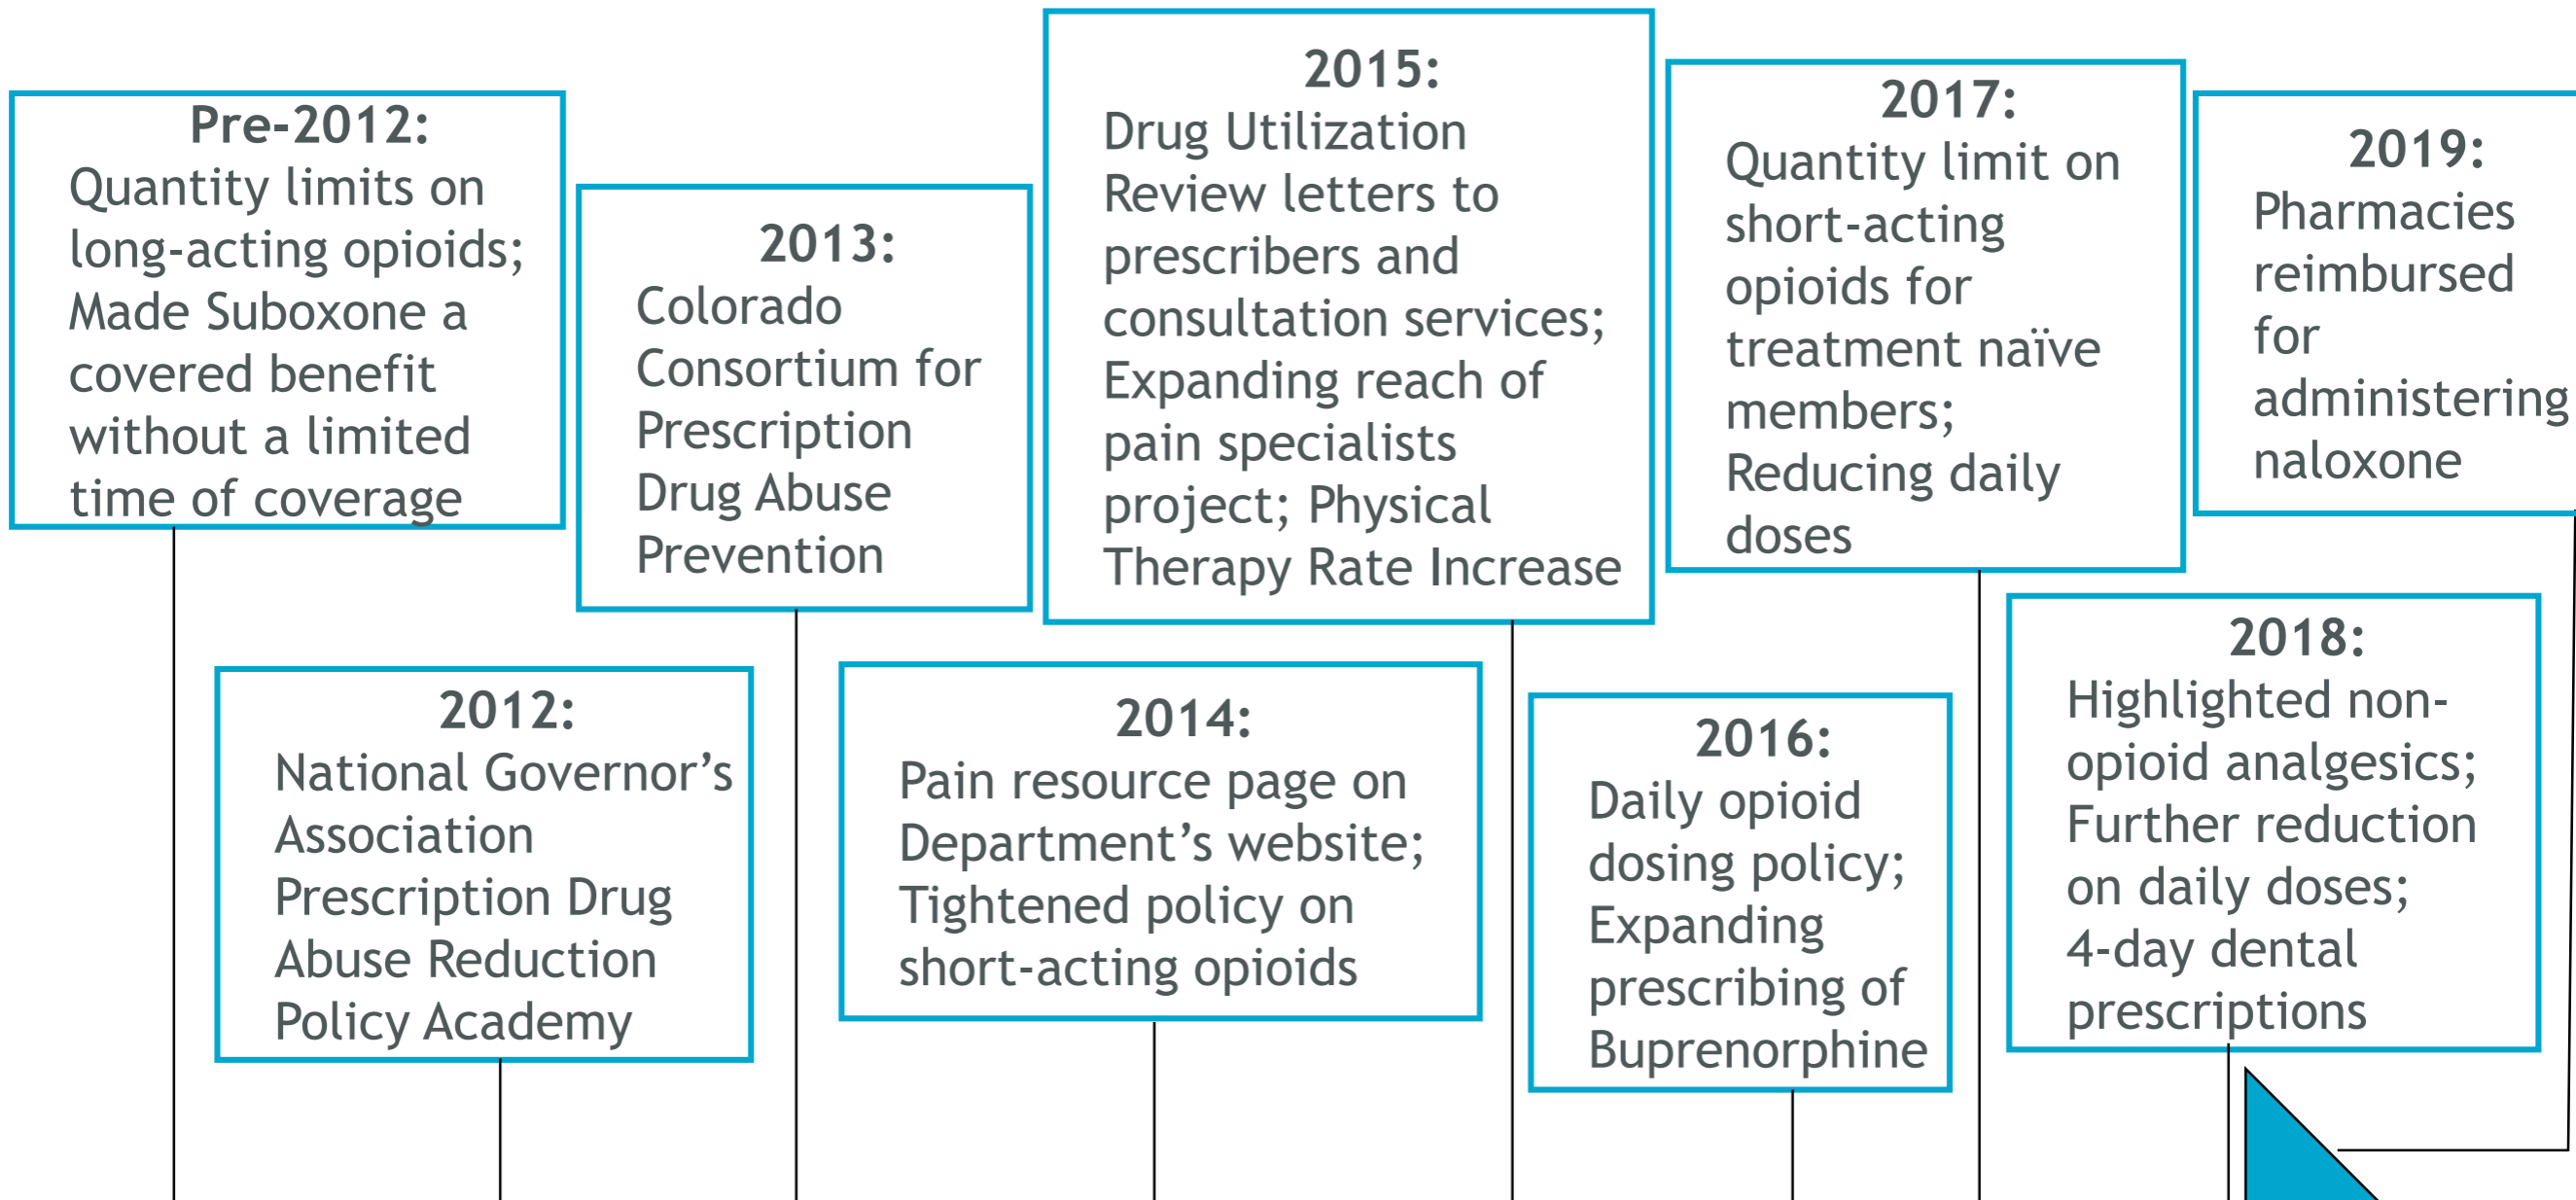 Pre-2012:
Quantity limits on
long-acting opioids;
Made Suboxone a
covered benefit
without a limited
time of coverage
2012:
National Governor’s
Association
Prescription Drug
Abuse Reduction
Policy Academy
2013:
Colorado
Consortium for
Prescription
Drug Abuse
Prevention
2014:
Pain resource page on
Department’s website;
Tightened policy on
short-acting opioids
2015:
Drug Utilization
Review letters to
prescribers and
consultation services;
Expanding reach of
pain specialists
project; Physical
Therapy Rate Increase
2016:
Daily opioid
dosing policy;
Expanding
prescribing of
Buprenorphine
2017:
Quantity limit on
short-acting
opioids for
treatment naïve
members;
Reducing daily
doses
2018:
Highlighted non-
opioid analgesics;
Further reduction
on daily doses;
4-day dental
prescriptions
2019:
Pharmacies
reimbursed
for
administering
naloxone